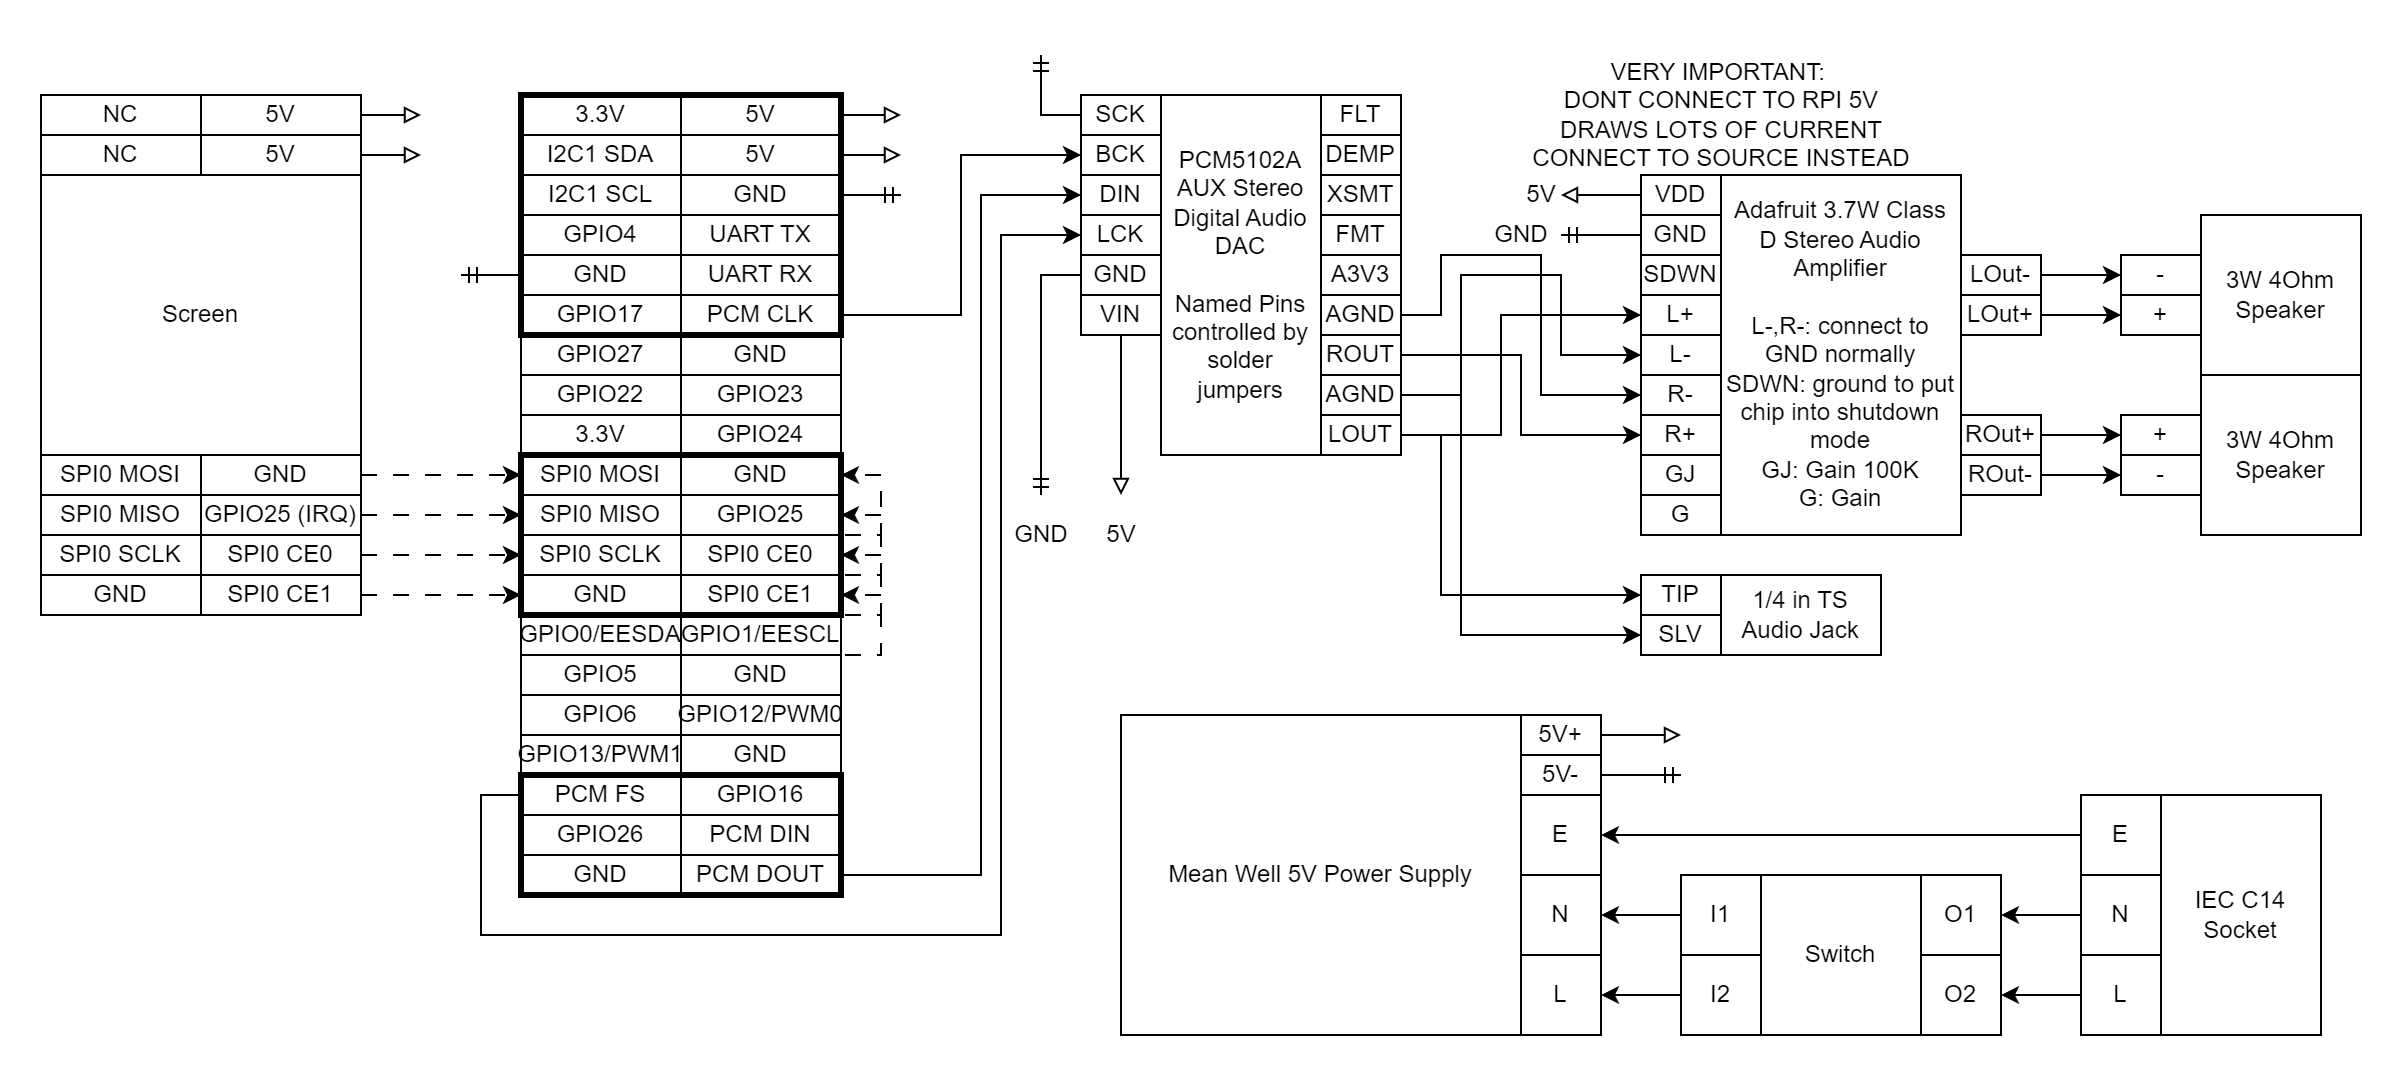 NC 5V
NC 5V
Screen
SPI0 MOSI GND
SPI0 MISO GPIO25 (IRQ)
SPI0 SCLK SPI0 CE0
GND SPI0 CE1
3.3V 5V
I2C1 SDA 5V
I2C1 SCL GND
GPIO4 UART TX
GND UART RX
GPIO17 PCM CLK
GPIO27 GND
GPIO22 GPIO23
3.3V GPIO24
SPI0 MOSI GND
SPI0 MISO GPIO25
SPI0 SCLK SPI0 CE0
GND SPI0 CE1
GPIO0/EESDA GPIO1/EESCL
GPIO5 GND
GPIO6 GPIO12/PWM0
GPIO13/PWM1 GND
PCM FS GPIO16
GPIO26 PCM DIN
GND PCM DOUT
SCK
BCK
DIN
LCK
GND
VIN
GND 5V
PCM5102A
AUX Stereo
Digital Audio
DAC
Named Pins
controlled by
solder
jumpers
FLT
DEMP
XSMT
FMT
A3V3
AGND
ROUT
AGND
LOUT
VERY IMPORTANT:
DONT CONNECT TO RPI 5V
DRAWS LOTS OF CURRENT
CONNECT TO SOURCE INSTEAD
5V
GND
VDD
GND
SDWN
L+
L-
R-
R+
GJ
G
Adafruit 3.7W Class
D Stereo Audio
Amplifier
L-,R-: connect to
GND normally
SDWN: ground to put
chip into shutdown
mode
GJ: Gain 100K
G: Gain
LOut-
LOut+
ROut+
ROut-
-
+
3W 4Ohm
Speaker
+
-
3W 4Ohm
Speaker
TIP
SLV
1/4 in TS
Audio Jack
Mean Well 5V Power Supply
5V+
5V-
E
N
L
I1
I2
Switch
O1
O2
E
N
L
IEC C14
Socket